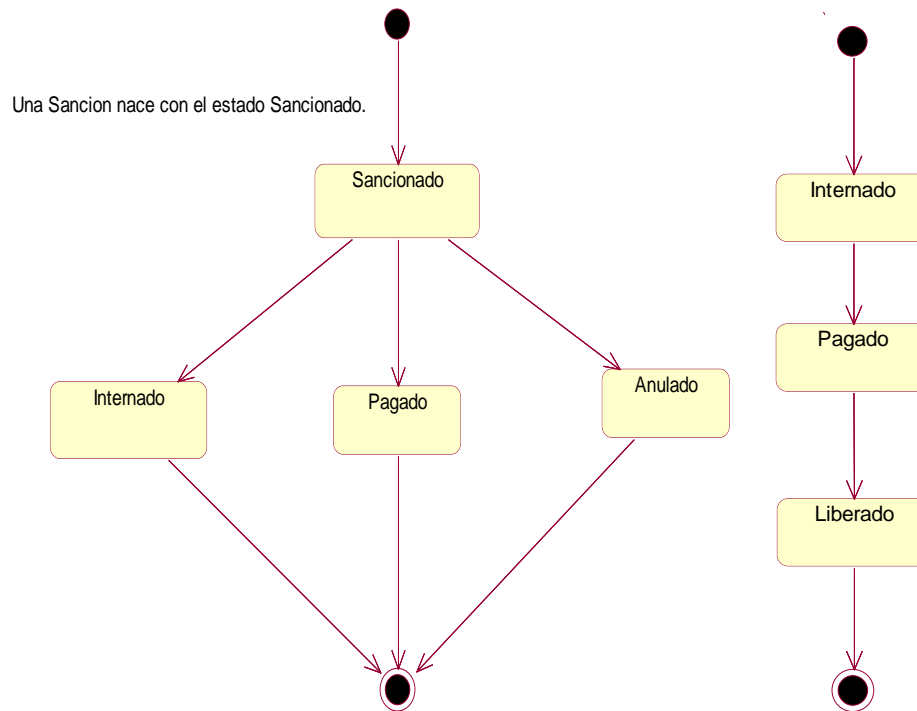 Una Sancion nace con el estado Sancionado.
Sancionado
Internado
Pagado
Anulado
Internado
Pagado
Liberado